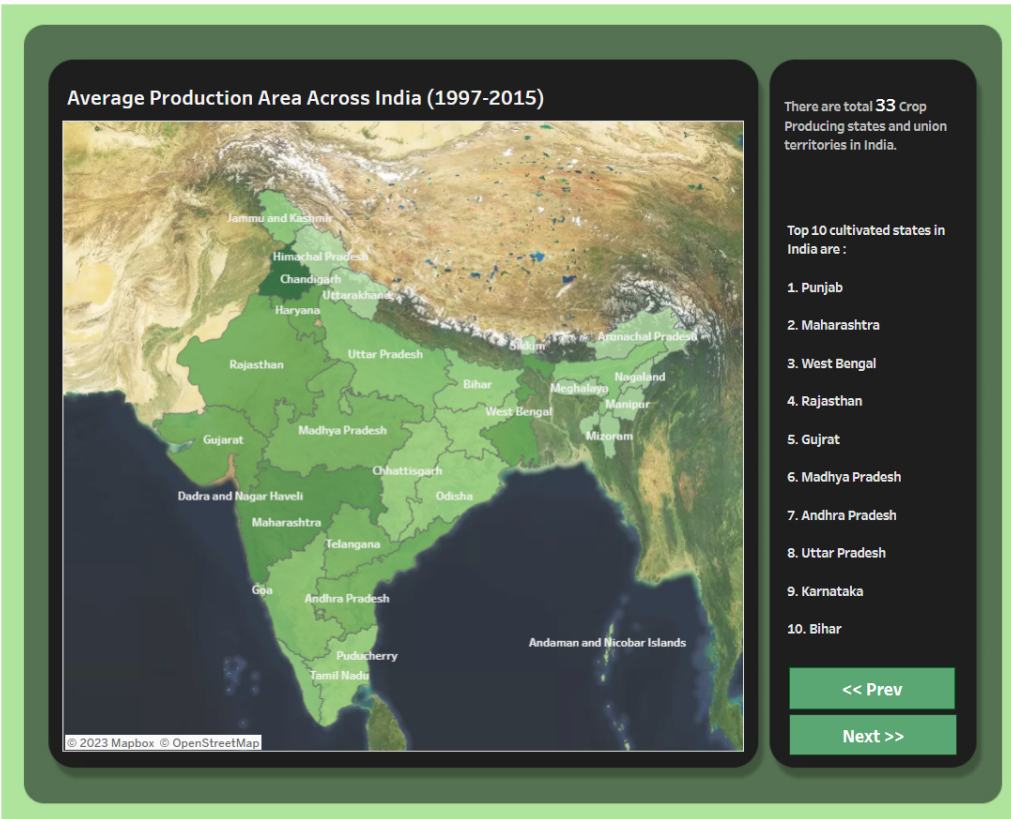 Average Production Area Across India (1997-2015)
Jammu and Kashmir
Himachal Pradesh
Chandigarh
Uttarakhand
Haryana
Arunachal Pradesh
Sikkim
Uttar Pradesh
Rajasthan
Nagaland
Bihar
Meghalaya
Manipur
West Bengal
Madhya Pradesh
Mizoram
Gujarat
Chhattisgarh
Dadra and Nagar Haveli
Odisha
Maharashtra
Telangana
Goa
Andhra Pradesh
Andaman and Nicobar Islands
Puducherry
Tamil Nadu
© 2023 Mapbox © OpenStreetMap
There are total 33 Crop
Producing states and union
territories in India.
Top 10 cultivated states in
India are :
1. Punjab
2. Maharashtra
3. West Bengal
4. Rajasthan
5. Gujrat
6. Madhya Pradesh
7. Andhra Pradesh
8. Uttar Pradesh
9. Karnataka
10. Bihar
<< Prev
Next >>